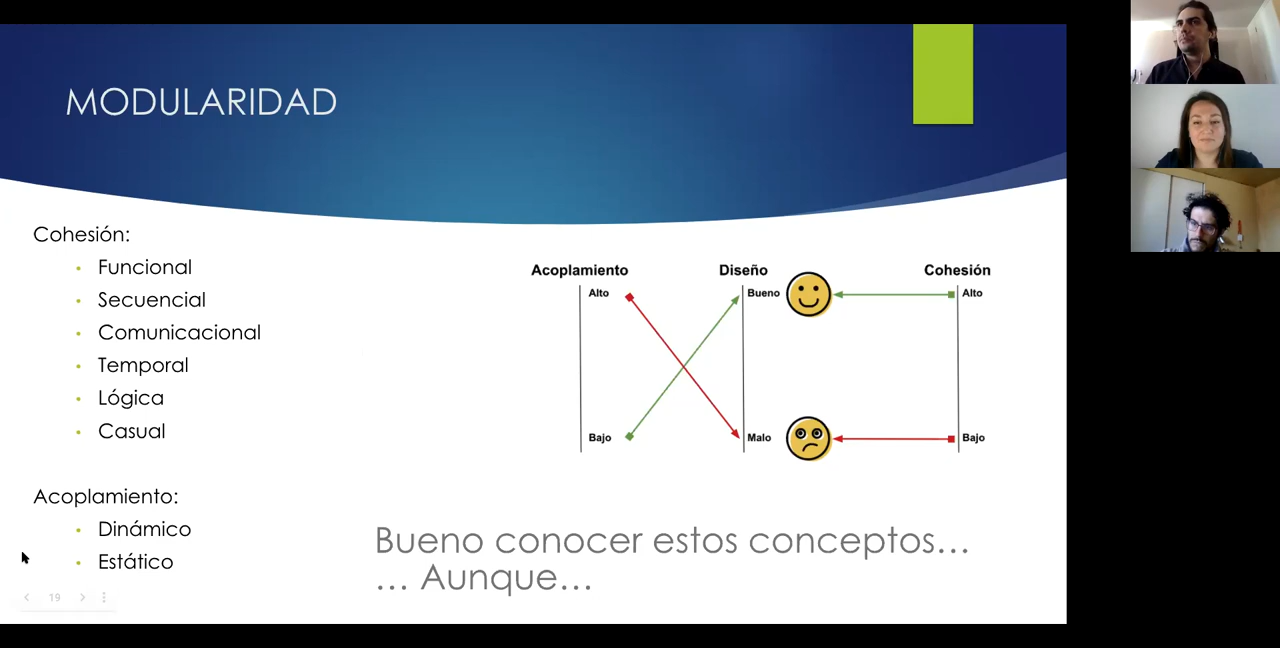 MODULARIDAD
Cohesión:
• Funcional
• Secuencial
• Comunicacional
• Temporal
• Lógica
• Casual
Acoplamiento:
• Dinámico
• Estático
Acoplamiento
Diseño
Cohesión
Alto
Bueno
Alto
Bajo
Malo
Bajo
Bueno conocer estos conceptos...
... Aunque...
19